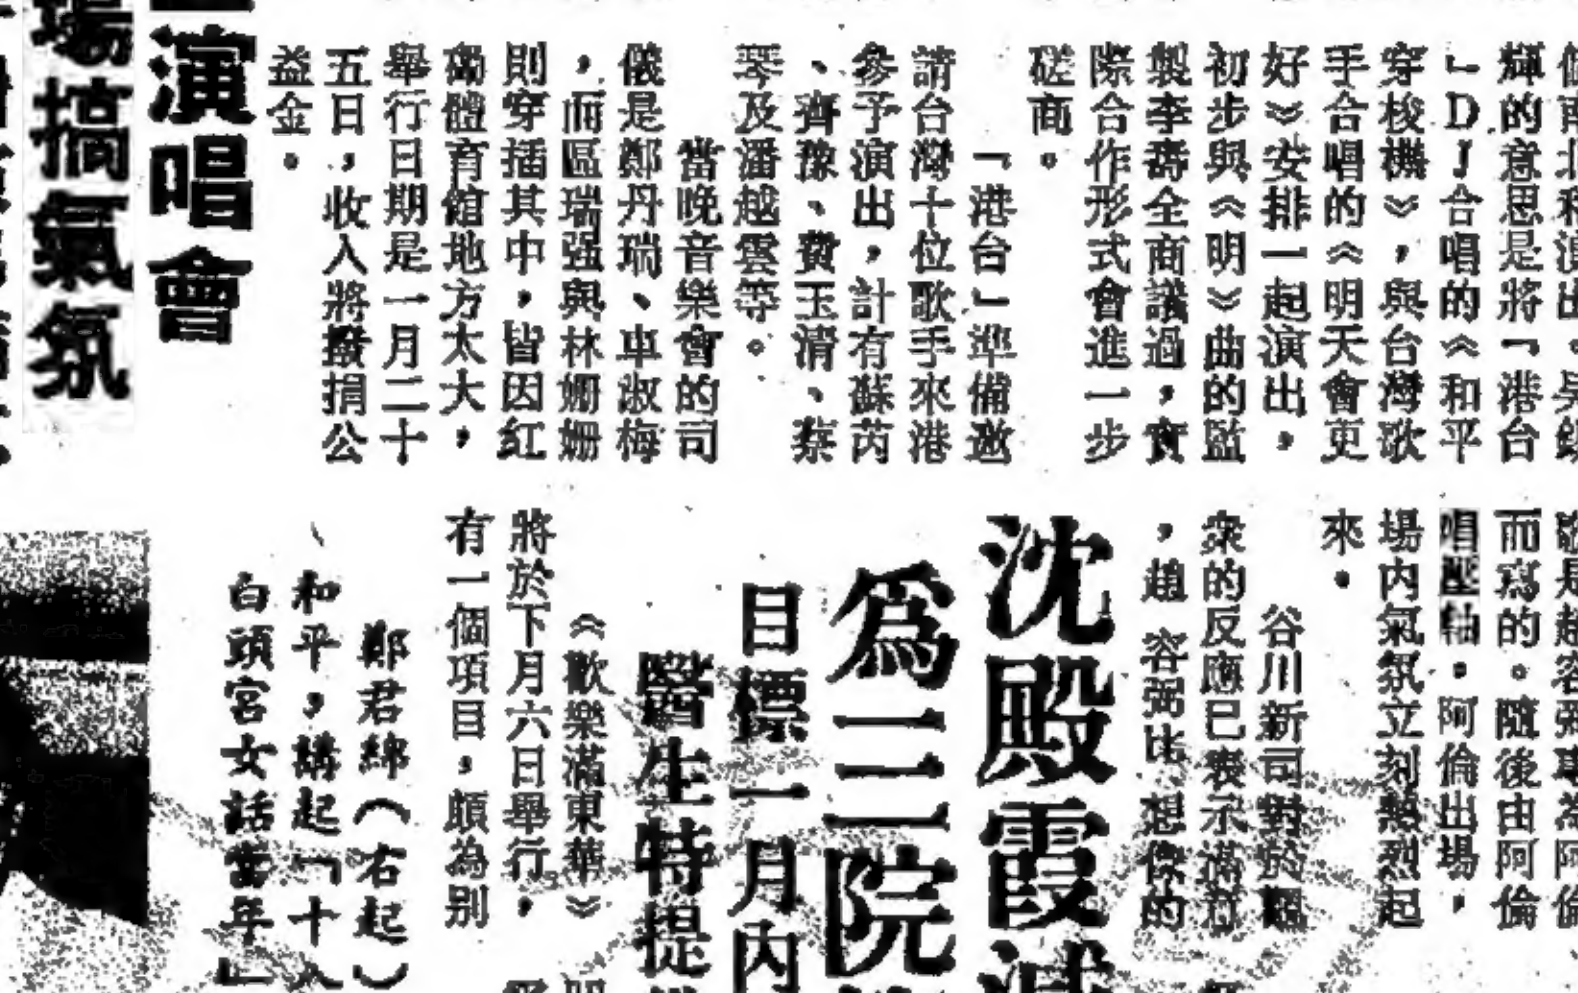 輝的意思是將「港台
」DJ合唱的《和平
穿梭機》，與台灣歌
手合唱的《明天會更
好》安排一起演出，
初步與《明》曲的監
製李壽全商議過，實
際合作形式會進一步
磋商。
「港台」準備邀
請台灣十位歌手來港
參予演出，計有蘇芮
、齊豫、費玉清、蔡
琴及潘越雲等。
當晚音樂會的司
儀是鄭丹瑞、車淑梅
，而區瑞强與林姍姍
則穿插其中，皆因紅
磡體育館地方太大，
舉行日期是一月二十
五日，收入將撥捐公
益金。
演唱會
場搞氣氛
而寫的。隨後由阿倫
唱壓軸。阿倫出場，
場內氣氛立刻熱烈起
來。
谷川新司對於觀
衆的反應已表示滿意
，趙容弼比想像的
沈殿霞減
為三院
目標一月內
醫生特提
《歡樂滿東華》
將於下月六日舉行，
有一個項目，頗為别
鄭君綿（右起）
、和平，講起「十八
白頭宮女話當年」